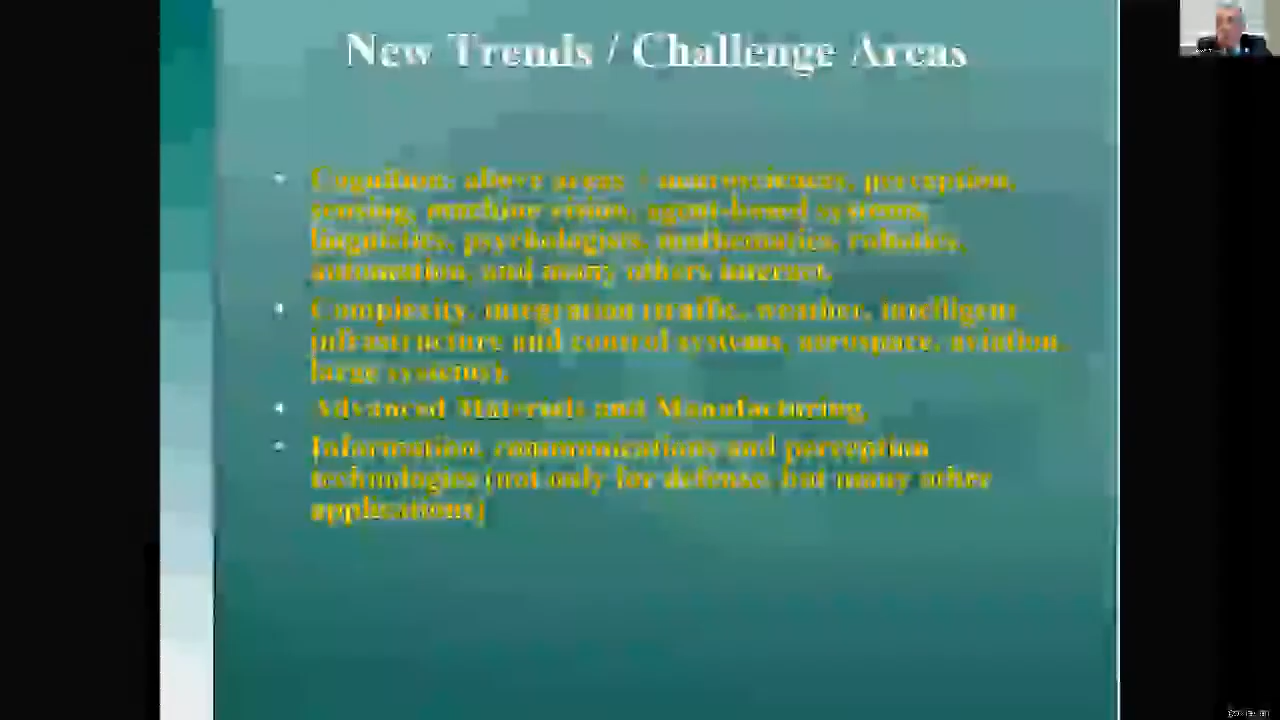 New Trends / Challenge Areas
• Cognition: above areas + neurosciences, perception,
sensing, machine vision, agent-based systems,
linguistics, psychologists, mathematics, robotics,
automation, and many others interact.
• Complexity, integration (traffic, weather, intelligent
infrastructure and control systems, aerospace, aviation,
large systems).
• Advanced Materials and Manufacturing,
• Information, communications and perception
technologies (not only for defense, but many other
applications)